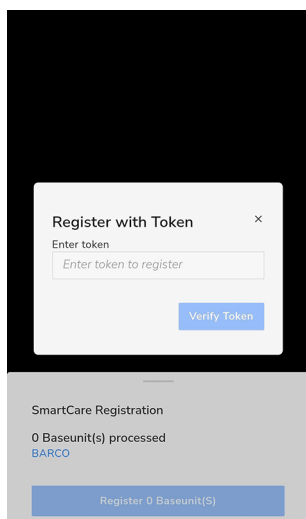 Register with Token
×
Enter token
Enter token to register
Verify Token
SmartCare Registration
0 Baseunit(s) processed
BARCO
Register 0 Baseunit(S)